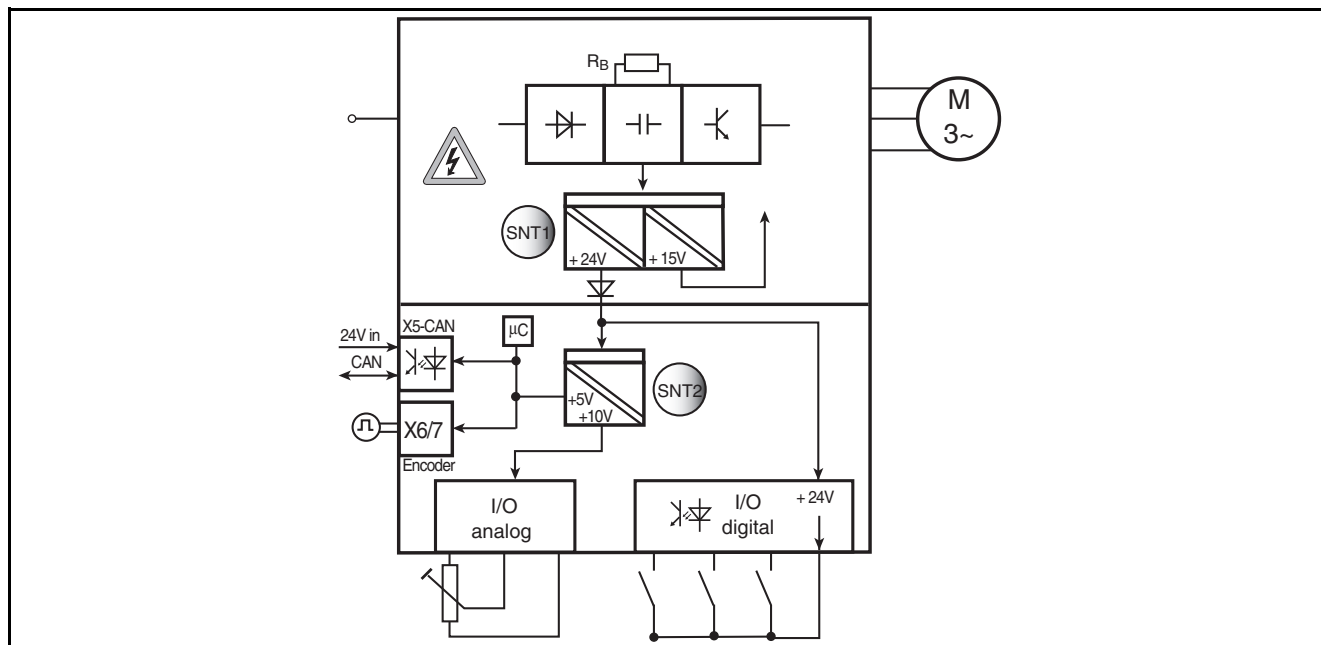 RB
M
3~
SNT1
+ 24V
+ 15V
X5-CAN
24V in
µC
CAN
SNT2
+5V
+10V
X6/7
Encoder
I/O
analog
I/O
digital
+ 24V